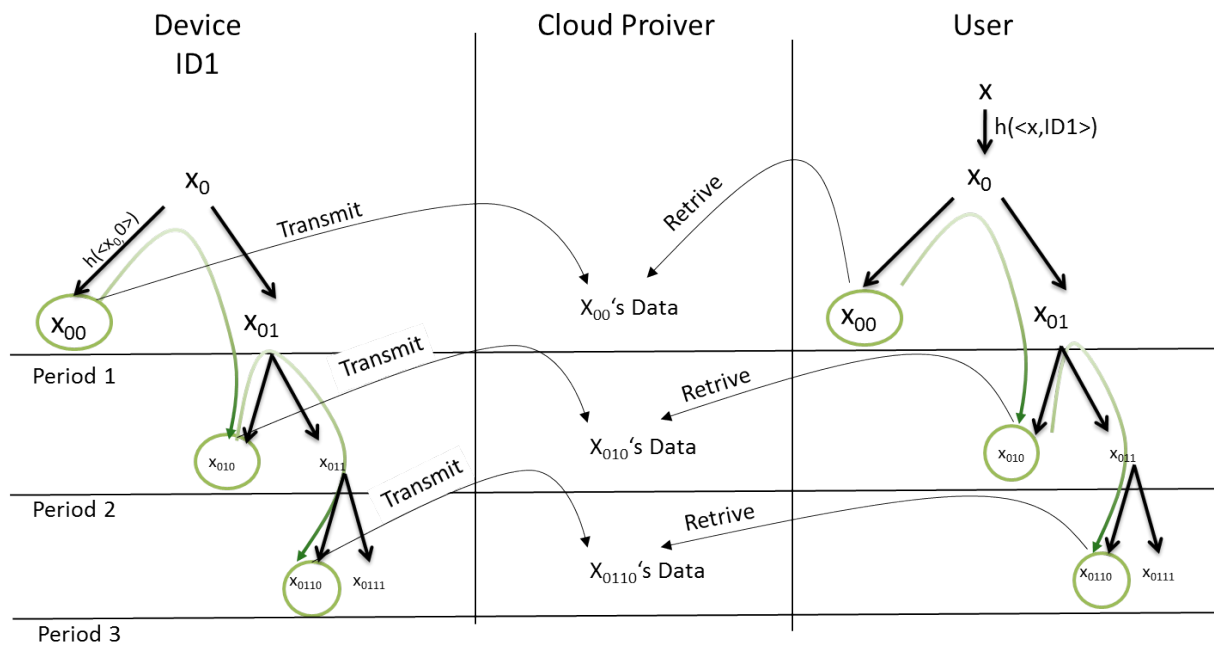 Device
ID1
Cloud Proiver
User
x
h(<x,ID1>)
x0
h(<x0,0>)
Transmit
Retrive
x0
x00
x01
X00‘s Data
x00
x01
Period 1
Transmit
Retrive
x010
x011
X010‘s Data
x010
x011
Period 2
Transmit
Retrive
x0110
x0111
X0110‘s Data
x0110
x0111
Period 3